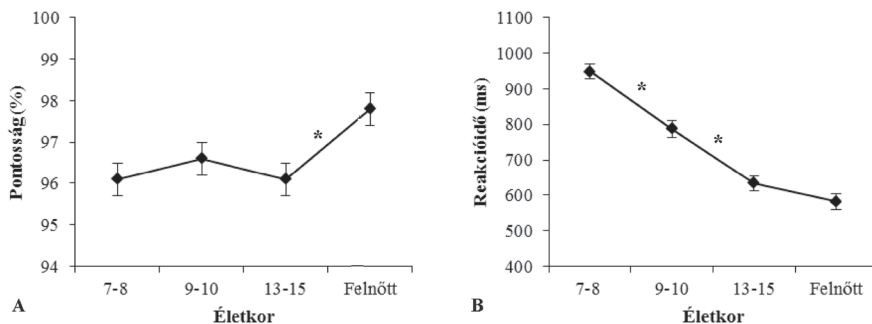 100
99
98
97
96
95
94
Pontosság (%)
*
7-8 9-10 13-15 Felnőtt
Életkor
A
1100
1000
900
800
700
600
500
400
Reakcióidő (ms)
*
*
7-8 9-10 13-15 Felnőtt
Életkor
B